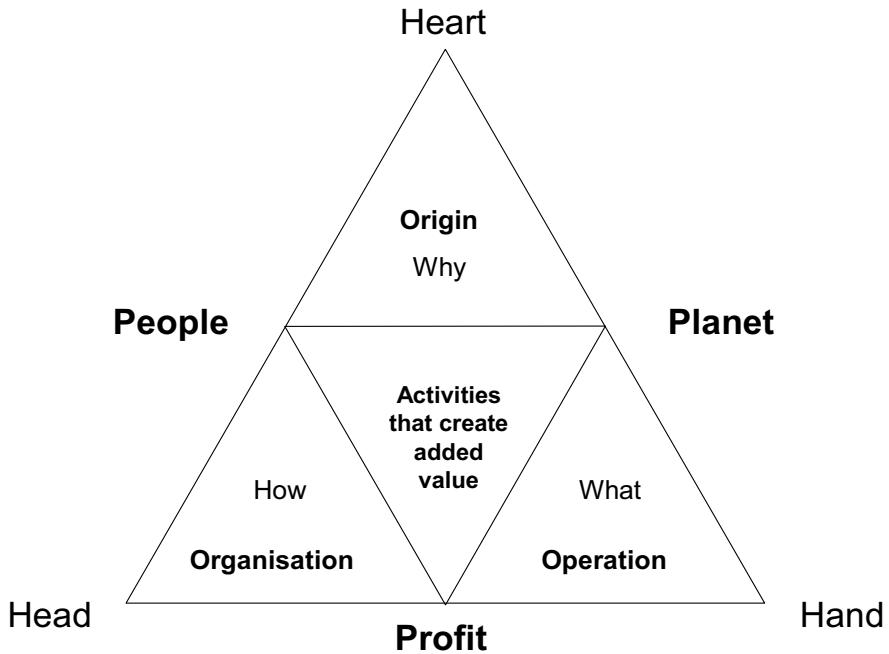 Heart
Origin
Why
People
Planet
Activities
that create
added
value
How
What
Organisation
Operation
Head
Hand
Profit